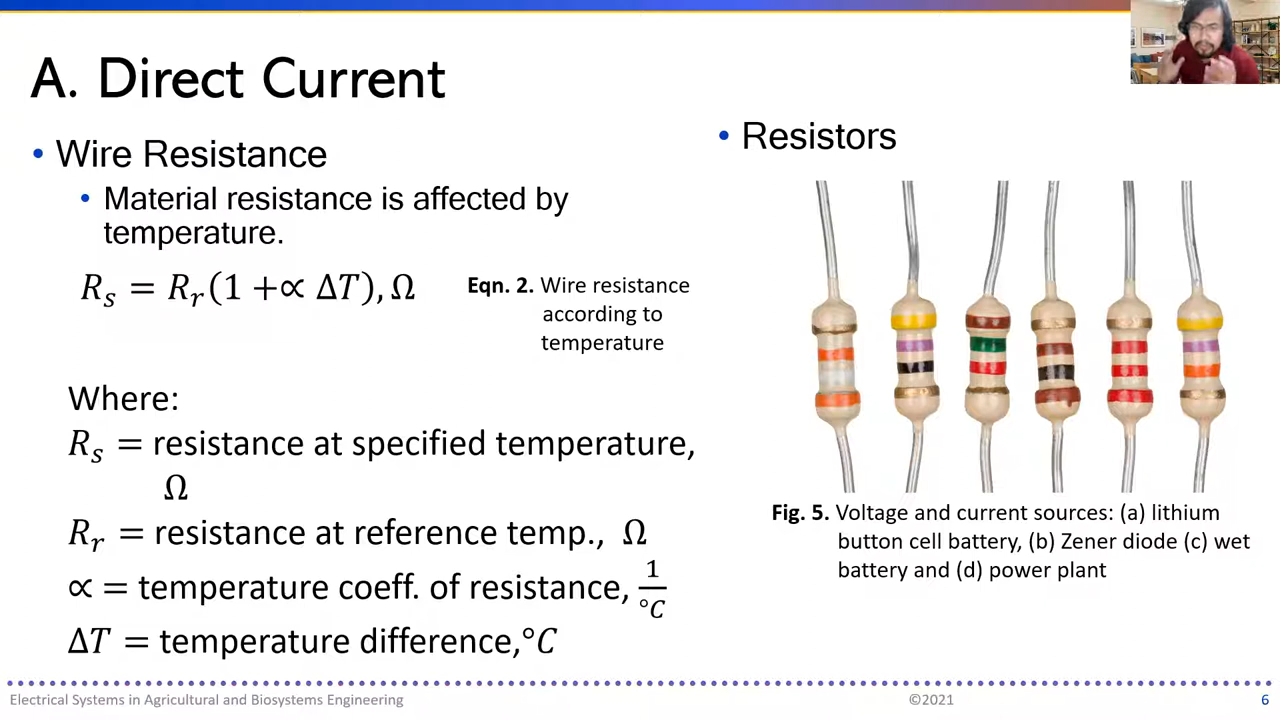 A. Direct Current
• Wire Resistance
• Material resistance is affected by
temperature.
R_s = R_r(1 +∝ ΔT), Ω
Eqn. 2. Wire resistance
according to
temperature
Where:
R_s = resistance at specified temperature,
Ω
R_r = resistance at reference temp., Ω
∝ = temperature coeff. of resistance, 1/°C
ΔT = temperature difference,°C
• Resistors
Fig. 5. Voltage and current sources: (a) lithium
button cell battery, (b) Zener diode (c) wet
battery and (d) power plant
Electrical Systems in Agricultural and Biosystems Engineering
©2021
6